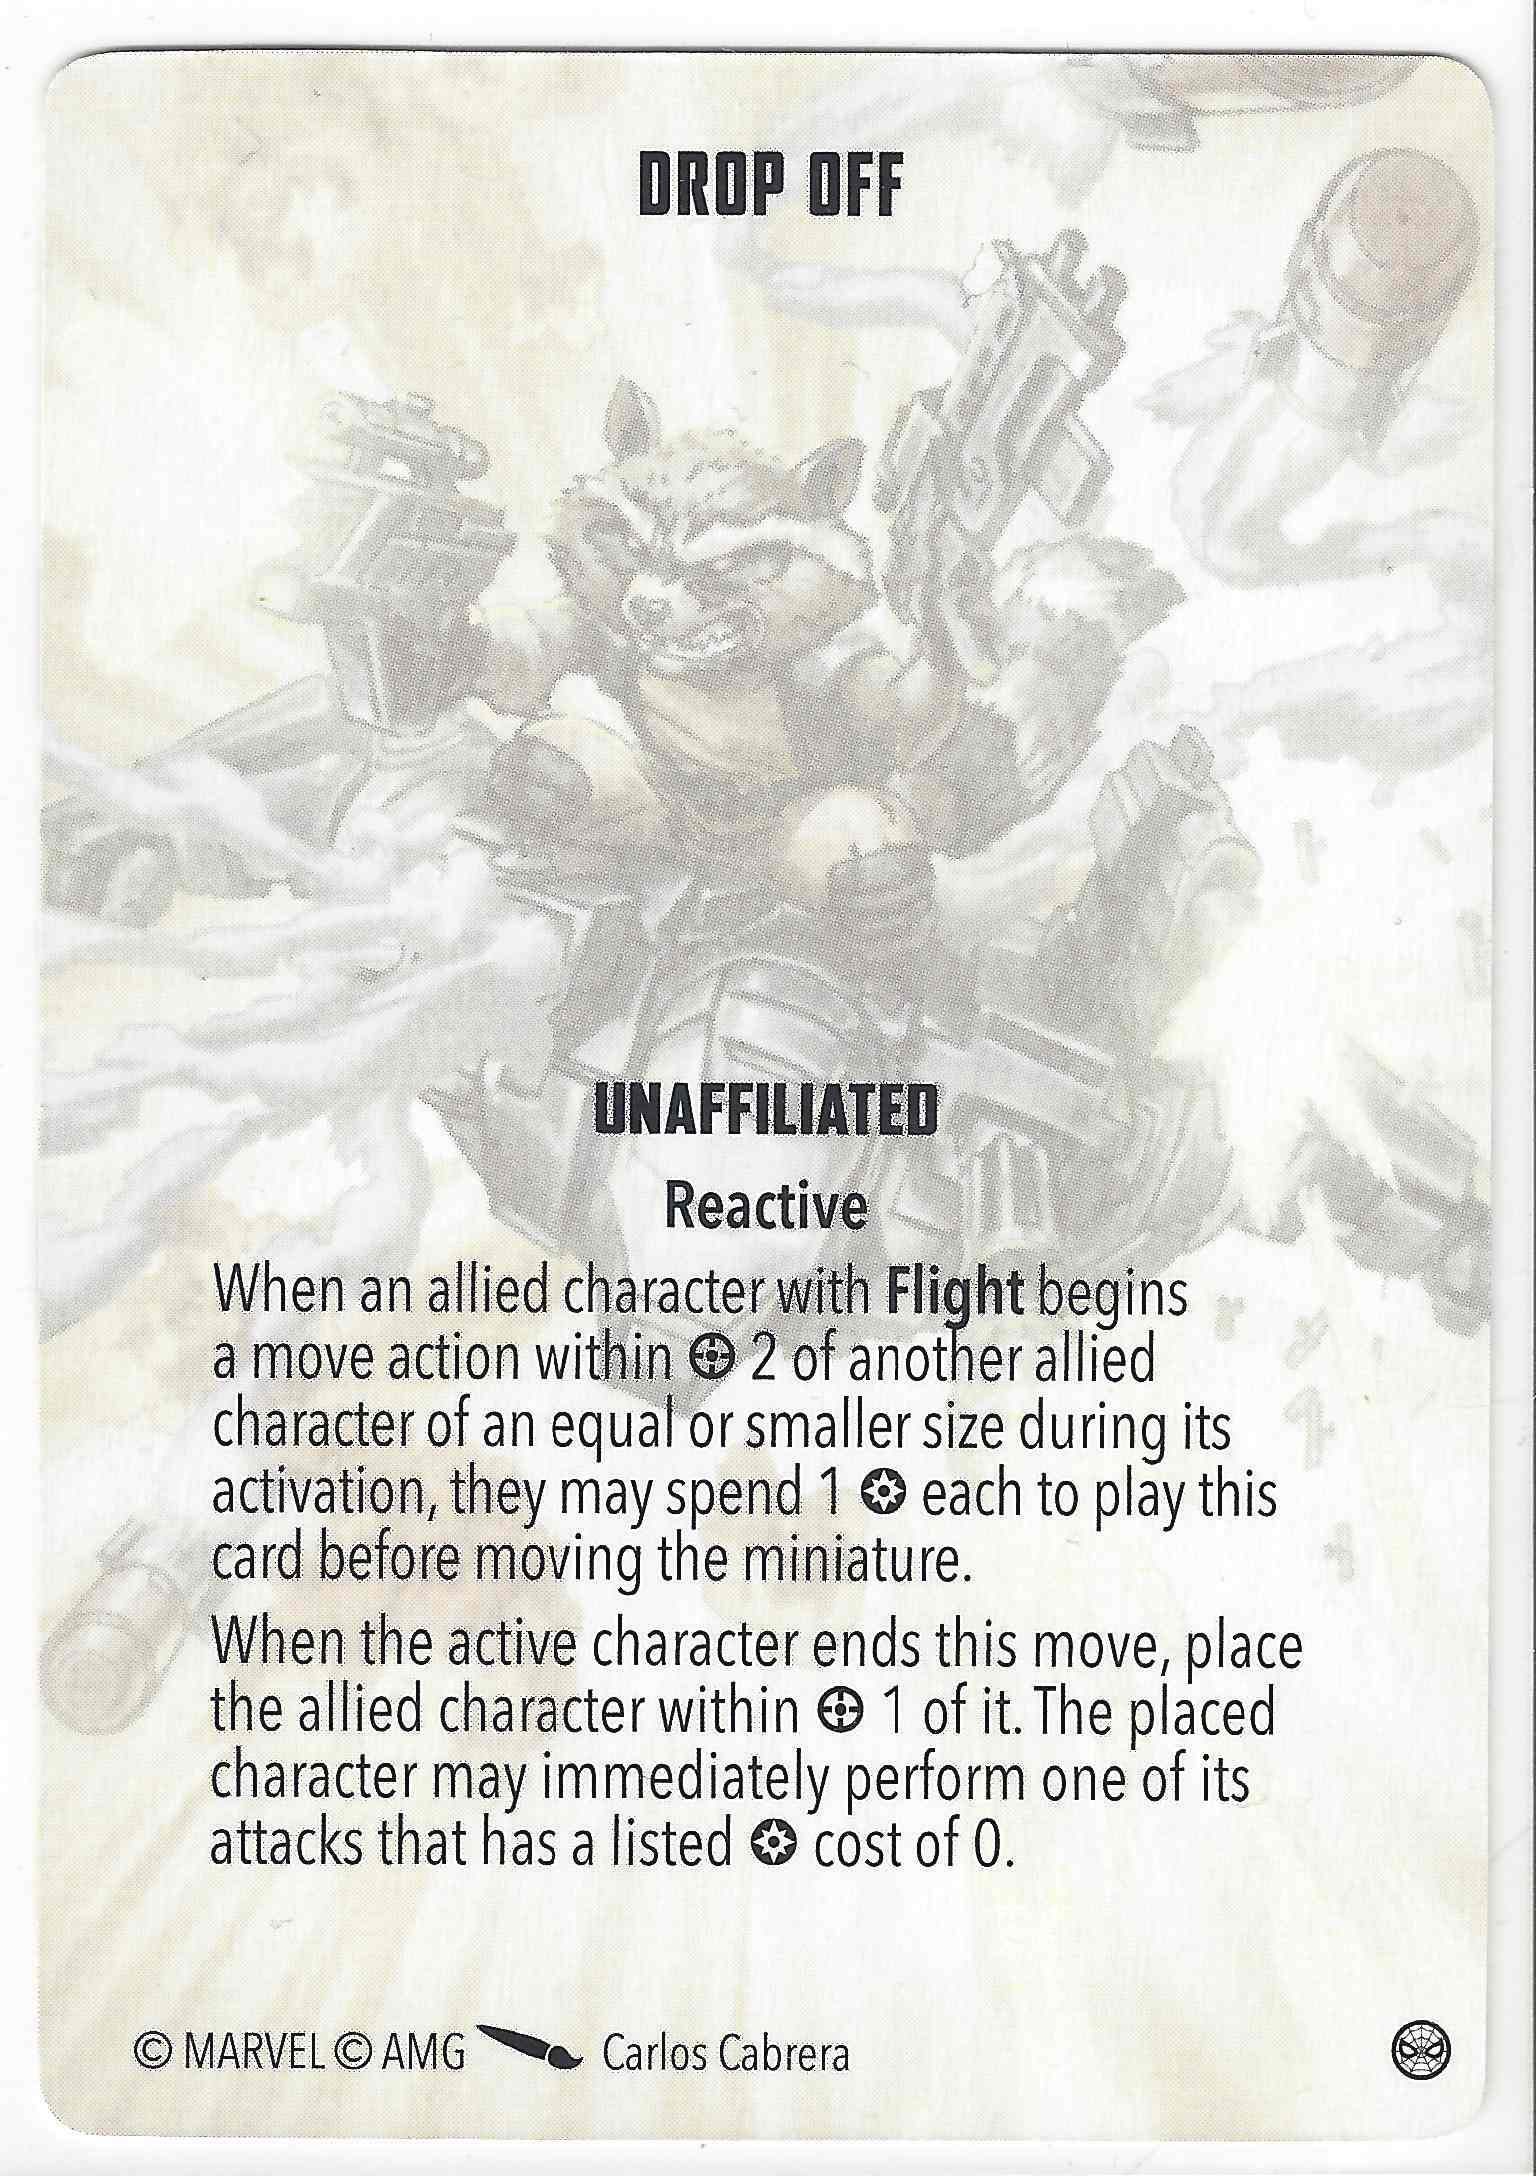 DROP OFF
UNAFFILIATED
Reactive
When an allied character with Flight begins
a move action within 2 of another allied
character of an equal or smaller size during its
activation, they may spend 1 each to play this
card before moving the miniature.
When the active character ends this move, place
the allied character within 1 of it. The placed
character may immediately perform one of its
attacks that has a listed cost of 0.
© MARVEL © AMG Carlos Cabrera